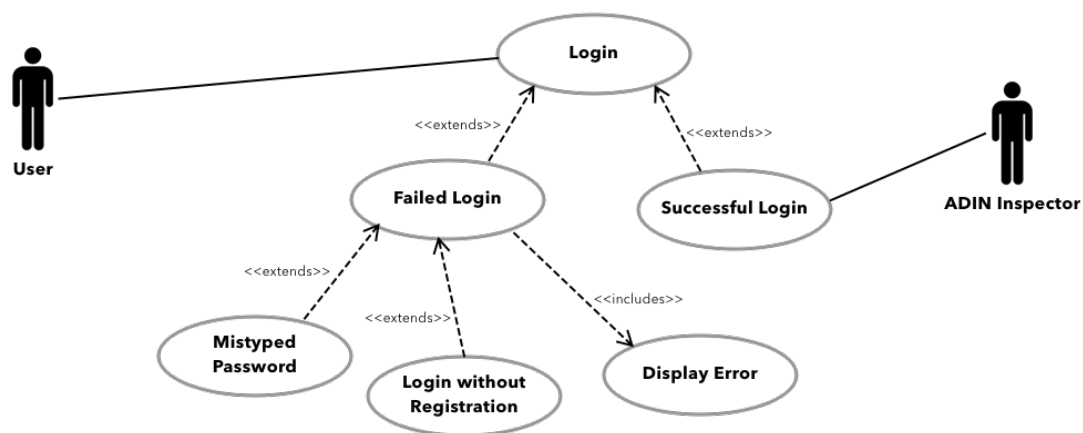 Login
User
<<extends>>
<<extends>>
ADIN Inspector
Failed Login
Successful Login
<<extends>>
<<includes>>
<<extends>>
Mistyped
Password
Display Error
Login without
Registration